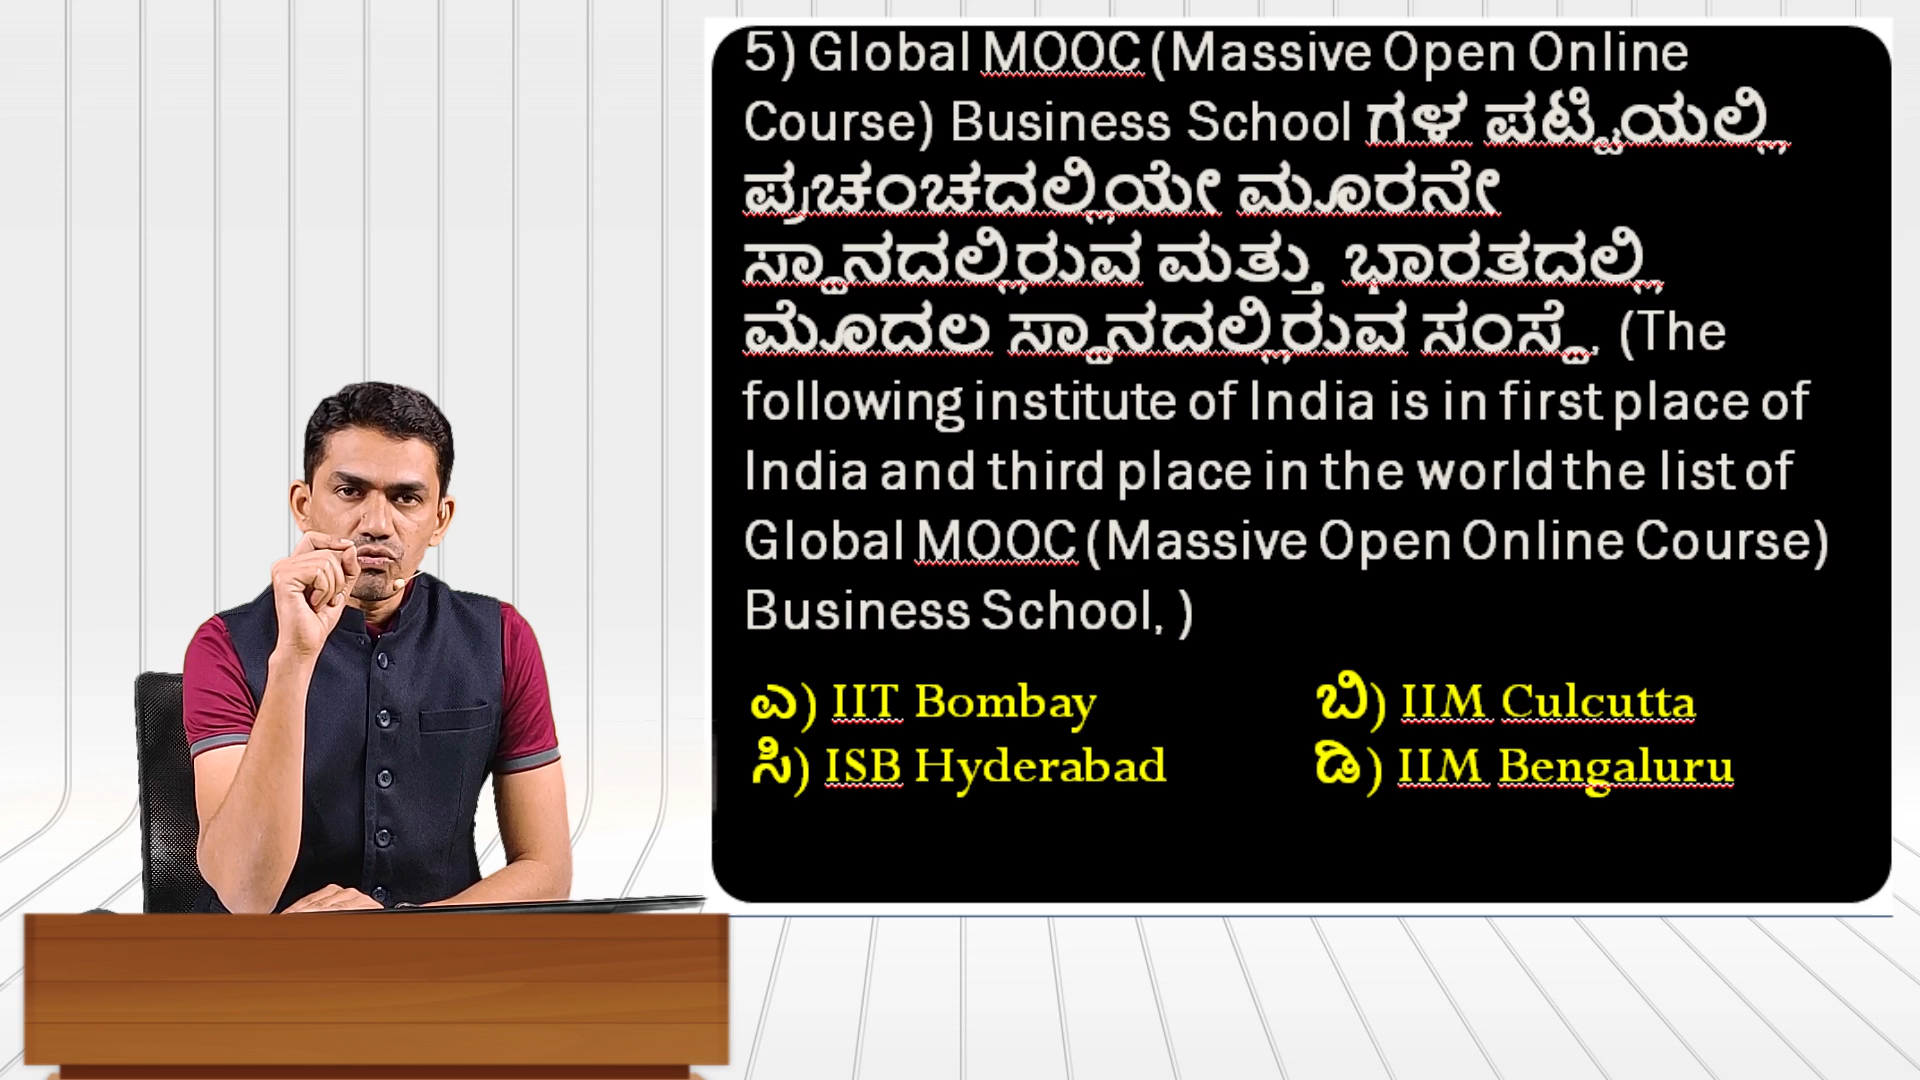 5) Global MOOC (Massive Open Online
Course) Business School ಗಳ ಪಟ್ಟಿಯಲ್ಲಿ
ಪ್ರಚಂಚದಲ್ಲಿಯೇ ಮೂರನೇ
ಸ್ಥಾನದಲ್ಲಿರುವ ಮತ್ತು ಭಾರತದಲ್ಲಿ
ಮೊದಲ ಸ್ಥಾನದಲ್ಲಿರುವ ಸಂಸ್ಥೆ. (The
following institute of India is in first place of
India and third place in the world the list of
Global MOOC (Massive Open Online Course)
Business School, )
ಎ) IIT Bombay ಬಿ) IIM Culcutta
ಸಿ) ISB Hyderabad ಡಿ) IIM Bengaluru